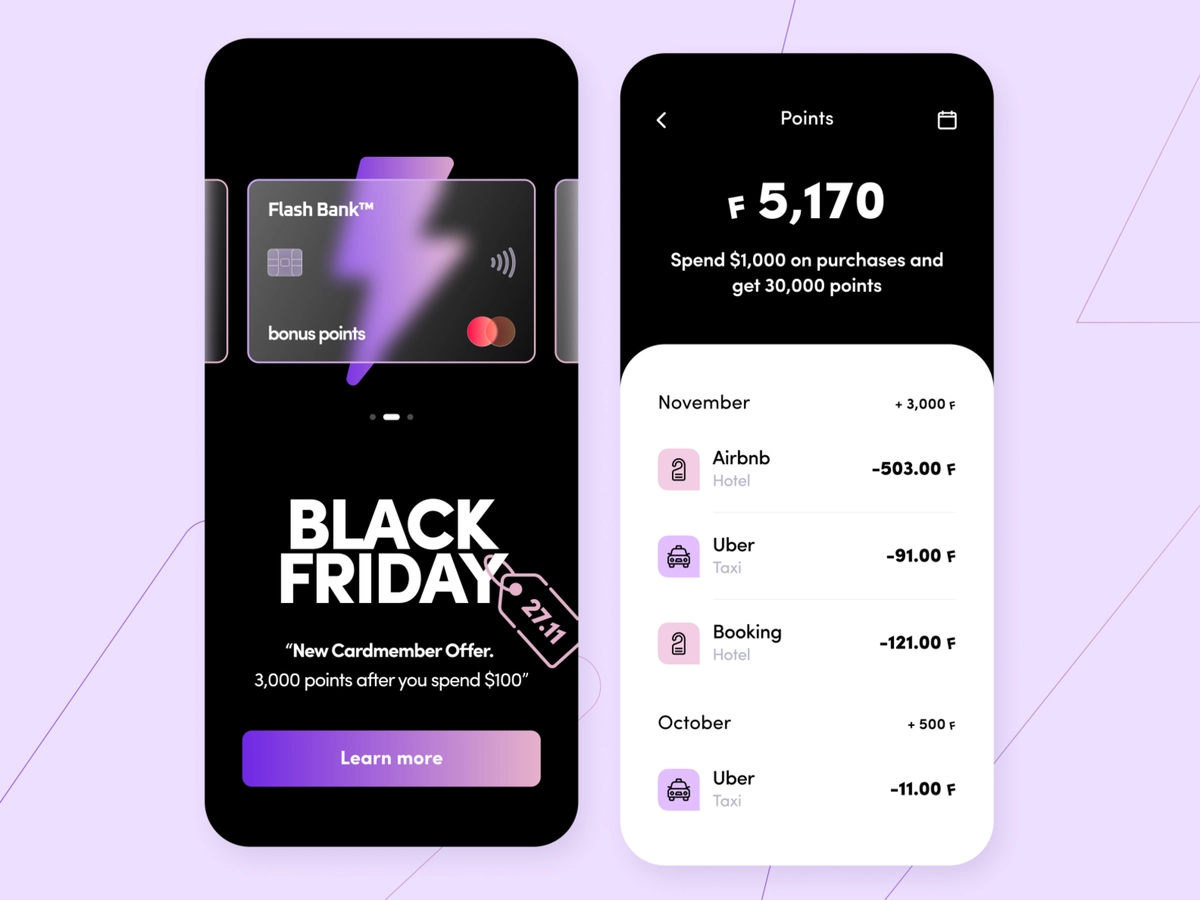 Flash Bank™
bonus points
BLACK
FRIDAY
27.11
“New Cardmember Offer.
3,000 points after you spend $100”
Learn more
Points
F 5,170
Spend $1,000 on purchases and
get 30,000 points
November + 3,000 F
Airbnb
Hotel
-503.00 F
Uber
Taxi
-91.00 F
Booking
Hotel
-121.00 F
October + 500 F
Uber
Taxi
-11.00 F